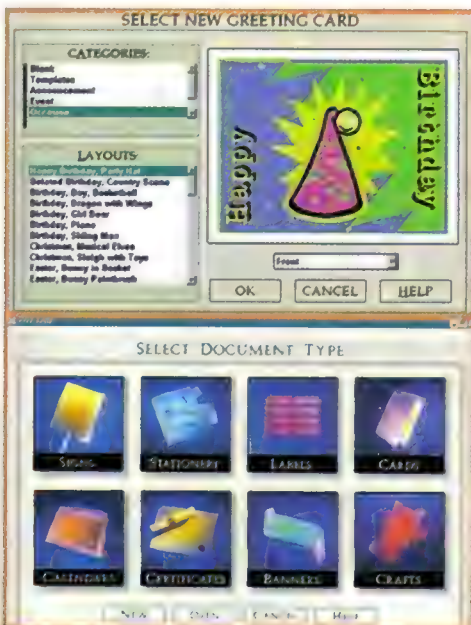 SELECT NEW GREETING CARD
CATEGORIES:
Blank
Templates
Announcement
Event
Occasion
LAYOUTS:
Happy Birthday, Party Hat
Belated Birthday, Country Scene
Birthday, Boy, Basketball
Birthday, Dragon with Wings
Birthday, Girl Bear
Birthday, Piano
Birthday, Skiing Man
Christmas, Musical Elves
Christmas, Sleigh with Toys
Easter, Bunny in Basket
Easter, Bunny Paintbrush
Happy
Birthday
Front
OK CANCEL HELP
SELECT DOCUMENT TYPE
SIGNS STATIONERY LABELS CARDS
CALENDARS CERTIFICATES BANNERS CRAFTS
NEW OPEN CANCEL HELP